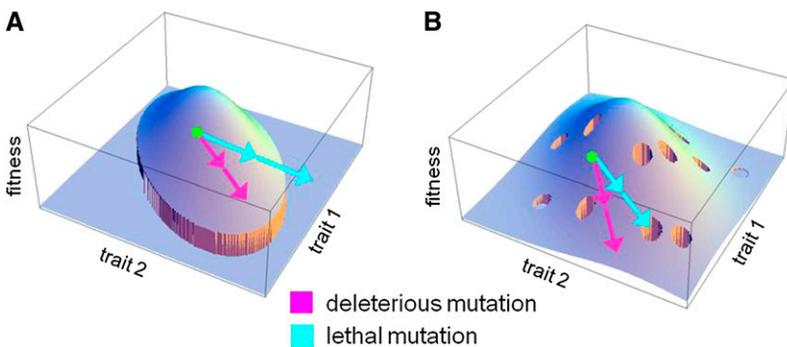 A
B
fitness
trait 2
trait 1
fitness
trait 2
trait 1
deleterious mutation
lethal mutation